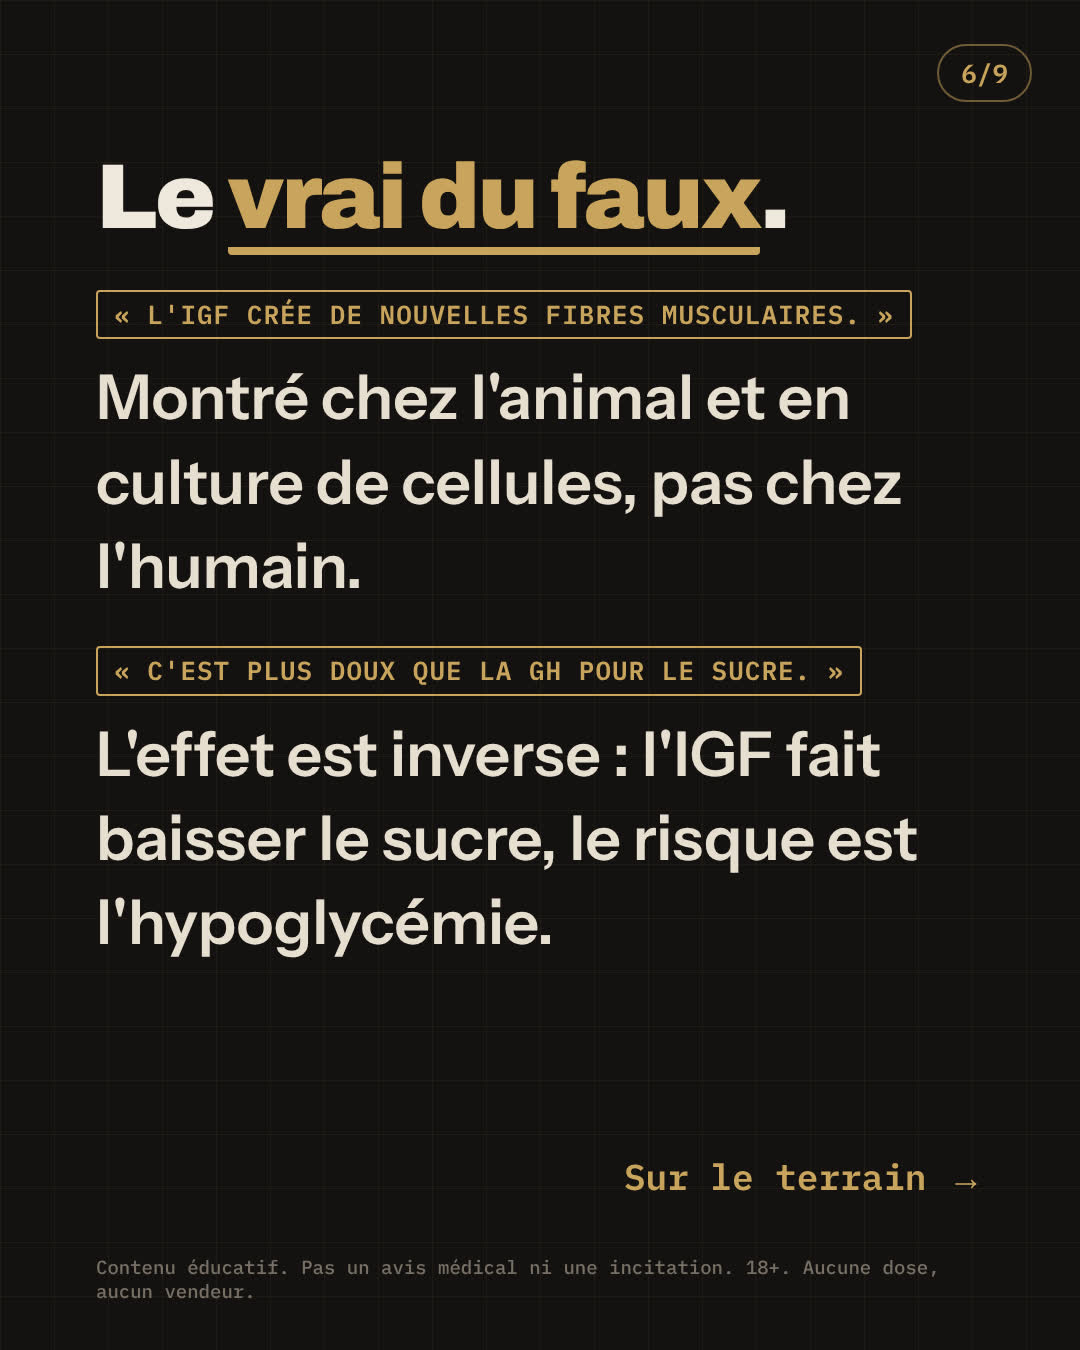 6/9
Le vrai du faux.
« L'IGF CRÉE DE NOUVELLES FIBRES MUSCULAIRES. »
Montré chez l'animal et en
culture de cellules, pas chez
l'humain.
« C'EST PLUS DOUX QUE LA GH POUR LE SUCRE. »
L'effet est inverse : l'IGF fait
baisser le sucre, le risque est
l'hypoglycémie.
Sur le terrain →
Contenu éducatif. Pas un avis médical ni une incitation. 18+. Aucune dose,
aucun vendeur.